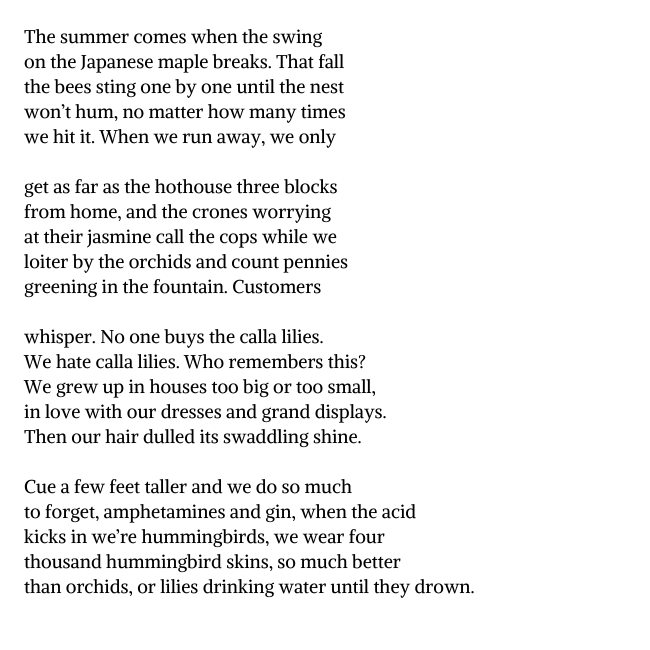 The summer comes when the swing
on the Japanese maple breaks. That fall
the bees sting one by one until the nest
won’t hum, no matter how many times
we hit it. When we run away, we only

get as far as the hothouse three blocks
from home, and the crones worrying
at their jasmine call the cops while we
loiter by the orchids and count pennies
greening in the fountain. Customers

whisper. No one buys the calla lilies.
We hate calla lilies. Who remembers this?
We grew up in houses too big or too small,
in love with our dresses and grand displays.
Then our hair dulled its swaddling shine.

Cue a few feet taller and we do so much
to forget, amphetamines and gin, when the acid
kicks in we’re hummingbirds, we wear four
thousand hummingbird skins, so much better
than orchids, or lilies drinking water until they drown.